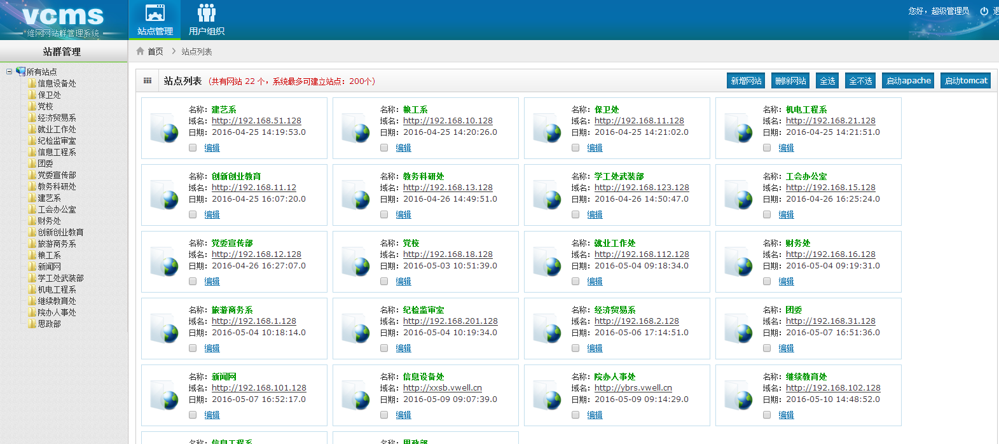 vcms
*维网网站群管理系统
站点管理
用户组织
您好，超级管理员
退
站群管理
首页 > 站点列表
所有站点
信息设备处
保卫处
党校
经济贸易系
就业工作处
纪检监审室
信息工程系
团委
党委宣传部
教务科研处
建艺系
工会办公室
财务处
创新创业教育
旅游商务系
粮工系
新闻网
学工处武装部
机电工程系
继续教育处
院办人事处
思政部
站点列表 （共有网站 22 个，系统最多可建立站点：200个）
新增网站 删除网站 全选 全不选 启动apache 启动tomcat
名称：建艺系
域名：http://192.168.51.128
日期：2016-04-25 14:19:53.0
编辑
名称：粮工系
域名：http://192.168.10.128
日期：2016-04-25 14:20:26.0
编辑
名称：保卫处
域名：http://192.168.11.128
日期：2016-04-25 14:21:02.0
编辑
名称：机电工程系
域名：http://192.168.21.128
日期：2016-04-25 14:21:51.0
编辑
名称：创新创业教育
域名：http://192.168.11.12
日期：2016-04-25 16:07:20.0
编辑
名称：教务科研处
域名：http://192.168.13.128
日期：2016-04-26 14:49:51.0
编辑
名称：学工处武装部
域名：http://192.168.123.128
日期：2016-04-26 14:50:47.0
编辑
名称：工会办公室
域名：http://192.168.15.128
日期：2016-04-26 16:25:24.0
编辑
名称：党委宣传部
域名：http://192.168.12.128
日期：2016-04-26 16:27:07.0
编辑
名称：党校
域名：http://192.168.18.128
日期：2016-05-03 10:51:39.0
编辑
名称：就业工作处
域名：http://192.168.112.128
日期：2016-05-04 09:18:34.0
编辑
名称：财务处
域名：http://192.168.16.128
日期：2016-05-04 09:19:31.0
编辑
名称：旅游商务系
域名：http://192.168.1.128
日期：2016-05-04 10:18:14.0
编辑
名称：纪检监审室
域名：http://192.168.201.128
日期：2016-05-04 10:19:34.0
编辑
名称：经济贸易系
域名：http://192.168.2.128
日期：2016-05-06 17:14:51.0
编辑
名称：团委
域名：http://192.168.31.128
日期：2016-05-07 16:51:36.0
编辑
名称：新闻网
域名：http://192.168.101.128
日期：2016-05-07 16:52:17.0
编辑
名称：信息设备处
域名：http://xxsb.vwell.cn
日期：2016-05-09 09:07:39.0
编辑
名称：院办人事处
域名：http://ybrs.vwell.cn
日期：2016-05-09 09:14:29.0
编辑
名称：继续教育处
域名：http://192.168.102.128
日期：2016-05-10 14:48:52.0
编辑
名称：信息工程系
名称：思政部